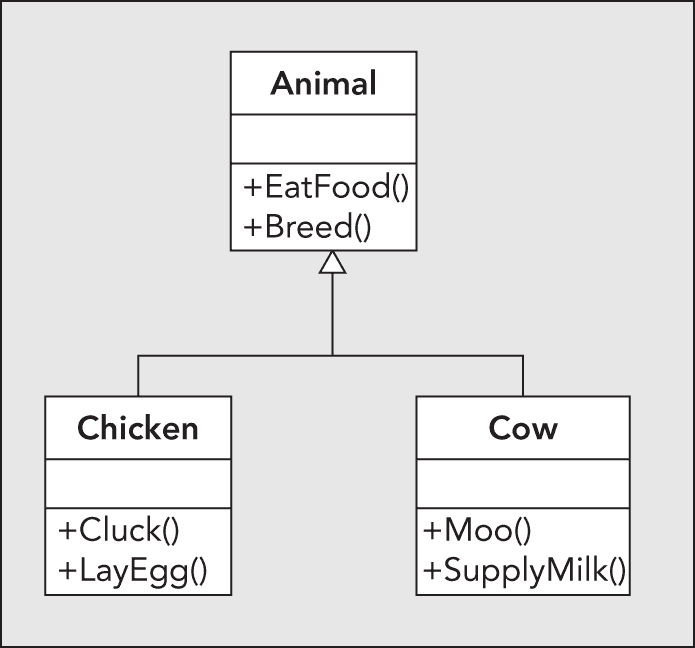 Animal
+EatFood()
+Breed()
Chicken
+Cluck()
+LayEgg()
Cow
+Moo()
+SupplyMilk()